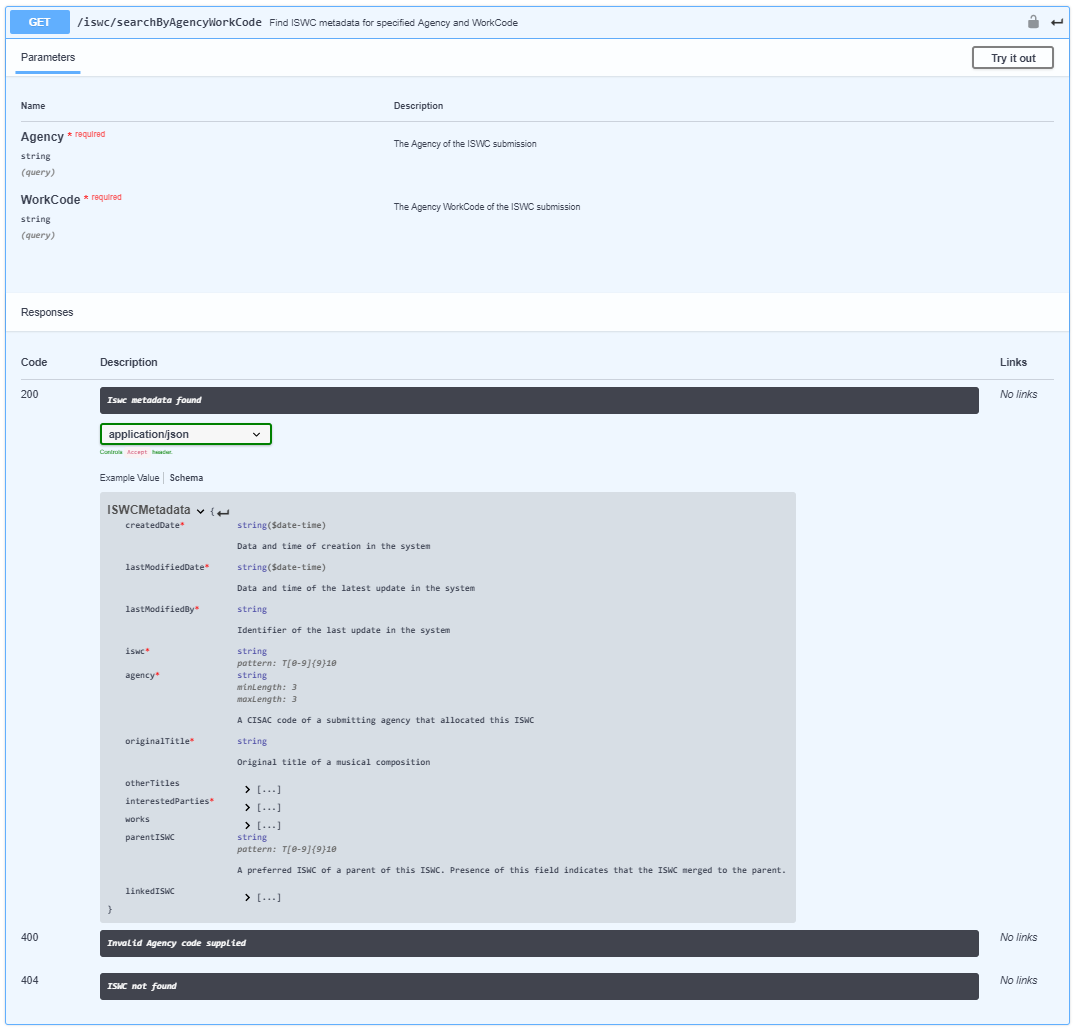 GET /iswc/searchByAgencyWorkCode Find ISWC metadata for specified Agency and WorkCode
Parameters
Try it out
Name Description
Agency * required
string
(query)
The Agency of the ISWC submission
WorkCode * required
string
(query)
The Agency WorkCode of the ISWC submission
Responses
Code Description Links
200 Iswc metadata found No links
application/json
Controls Accept header.
Example Value Schema
ISWCMetadata {
createdDate* string($date-time)
Data and time of creation in the system
lastModifiedDate* string($date-time)
Data and time of the latest update in the system
lastModifiedBy* string
Identifier of the last update in the system
iswc* string
pattern: T[0-9]{9}10
agency* string
minLength: 3
maxLength: 3
A CISAC code of a submitting agency that allocated this ISWC
originalTitle* string
Original title of a musical composition
otherTitles [...]
interestedParties* [...]
works [...]
parentISWC string
pattern: T[0-9]{9}10
A preferred ISWC of a parent of this ISWC. Presence of this field indicates that the ISWC merged to the parent.
linkedISWC [...]
}
400 Invalid Agency code supplied No links
404 ISWC not found No links